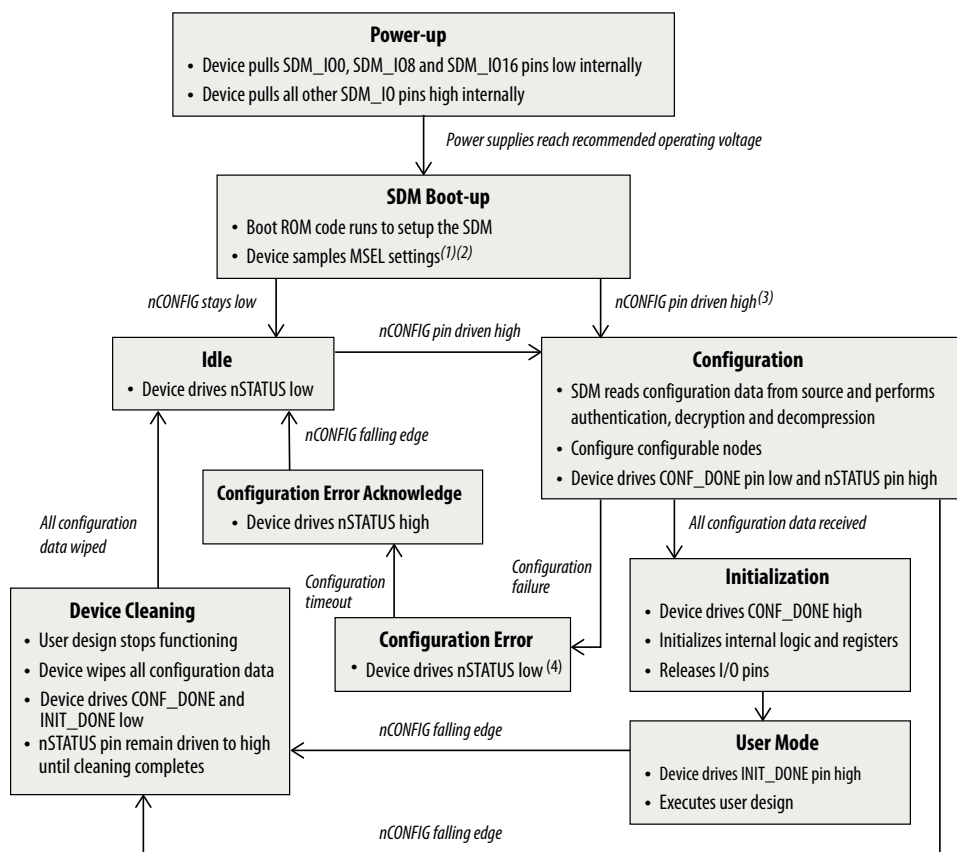 Power-up
• Device pulls SDM_IO0, SDM_IO8 and SDM_IO16 pins low internally
• Device pulls all other SDM_IO pins high internally
Power supplies reach recommended operating voltage
SDM Boot-up
• Boot ROM code runs to setup the SDM
• Device samples MSEL settings(1)(2)
nCONFIG stays low
nCONFIG pin driven high(3)
nCONFIG pin driven high
Idle
• Device drives nSTATUS low
Configuration
• SDM reads configuration data from source and performs
authentication, decryption and decompression
• Configure configurable nodes
• Device drives CONF_DONE pin low and nSTATUS pin high
nCONFIG falling edge
Configuration Error Acknowledge
• Device drives nSTATUS high
All configuration
data wiped
Configuration
timeout
Configuration
failure
All configuration data received
Initialization
• Device drives CONF_DONE high
• Initializes internal logic and registers
• Releases I/O pins
Device Cleaning
• User design stops functioning
• Device wipes all configuration data
• Device drives CONF_DONE and
INIT_DONE low
• nSTATUS pin remain driven to high
until cleaning completes
Configuration Error
• Device drives nSTATUS low (4)
nCONFIG falling edge
User Mode
• Device drives INIT_DONE pin high
• Executes user design
nCONFIG falling edge